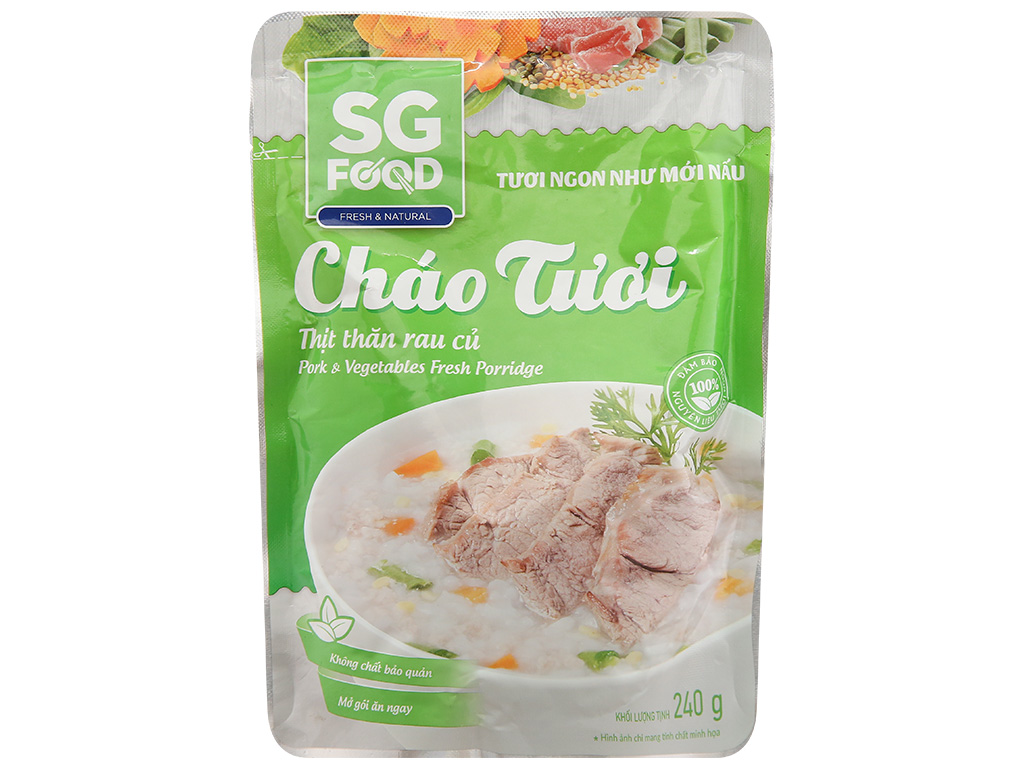 SG
FOOD
FRESH & NATURAL
TƯƠI NGON NHƯ MỚI NẤU
Cháo Tươi
Thịt thăn rau củ
Pork & Vegetables Fresh Porridge
ĐẢM BẢO
100%
NGUYÊN LIỆU
Không chất bảo quản
Mở gói ăn ngay
KHỐI LƯỢNG TỊNH 240 g
★ Hình ảnh chỉ mang tính chất minh họa